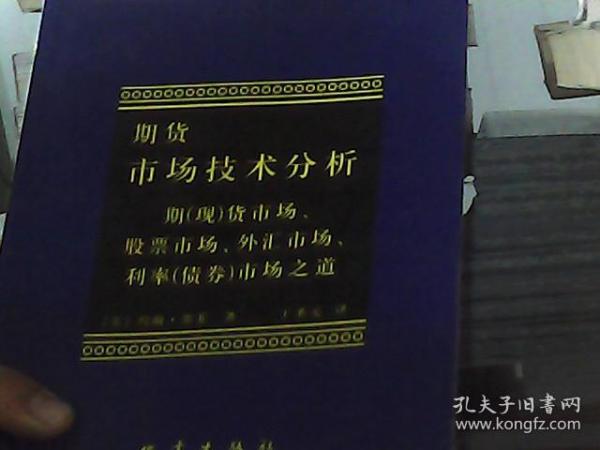 期货
市场技术分析
期(现)货市场、
股票市场、外汇市场、
利率(债券)市场之道
著 译
孔夫子旧书网
www.kongfz.com